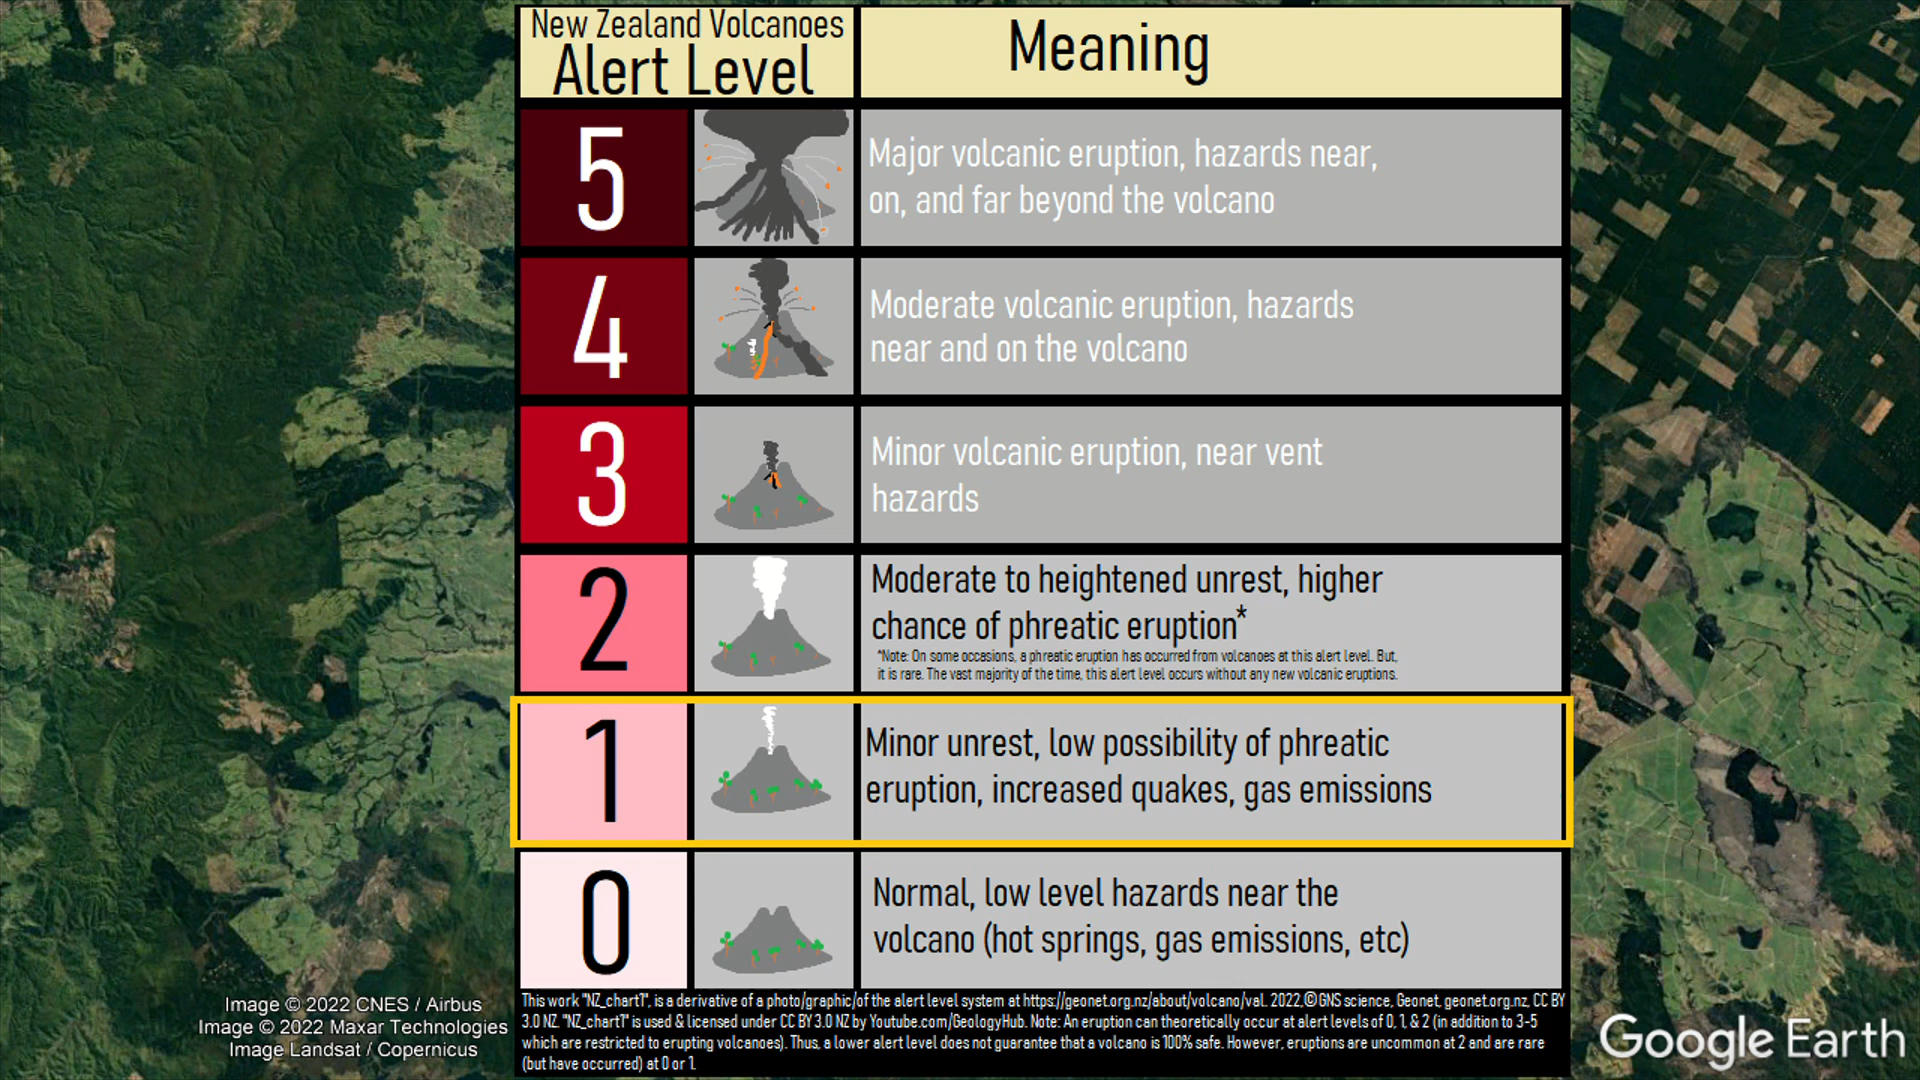 New Zealand Volcanoes
Alert Level
Meaning
5
Major volcanic eruption, hazards near,
on, and far beyond the volcano
4
Moderate volcanic eruption, hazards
near and on the volcano
3
Minor volcanic eruption, near vent
hazards
2
Moderate to heightened unrest, higher
chance of phreatic eruption*
*Note: On some occasions, a phreatic eruption has occurred from volcanoes at this alert level. But,
it is rare. The vast majority of the time, this alert level occurs without any new volcanic eruptions.
1
Minor unrest, low possibility of phreatic
eruption, increased quakes, gas emissions
0
Normal, low level hazards near the
volcano (hot springs, gas emissions, etc)
This work "NZ_chart1", is a derivative of a photo/graphic/of the alert level system at https://geonet.org.nz/about/volcano/val. 2022,©GNS science, Geonet, geonet.org.nz, CC BY
3.0 NZ. "NZ_chart1" is used & licensed under CC BY 3.0 NZ by Youtube.com/GeologyHub. Note: An eruption can theoretically occur at alert levels of 0, 1, & 2 (in addition to 3-5
which are restricted to erupting volcanoes). Thus, a lower alert level does not guarantee that a volcano is 100% safe. However, eruptions are uncommon at 2 and are rare
(but have occurred) at 0 or 1.
Image © 2022 CNES / Airbus
Image © 2022 Maxar Technologies
Image Landsat / Copernicus
Google Earth